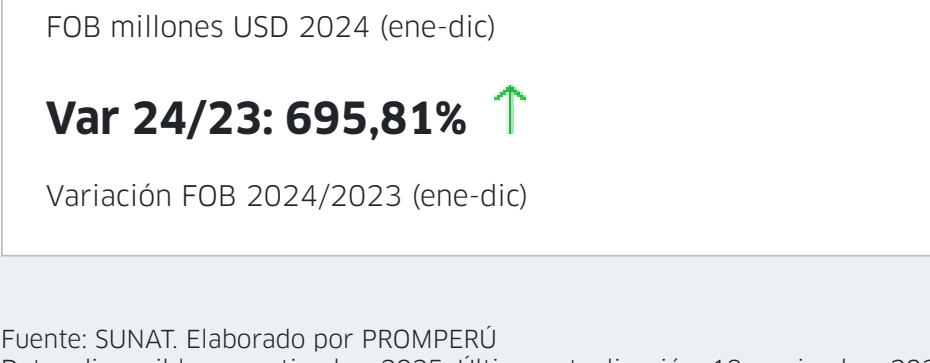 FOB millones USD 2024 (ene-dic)
Var 24/23: 695,81% ↑
Variación FOB 2024/2023 (ene-dic)
Fuente: SUNAT. Elaborado por PROMPERÚ